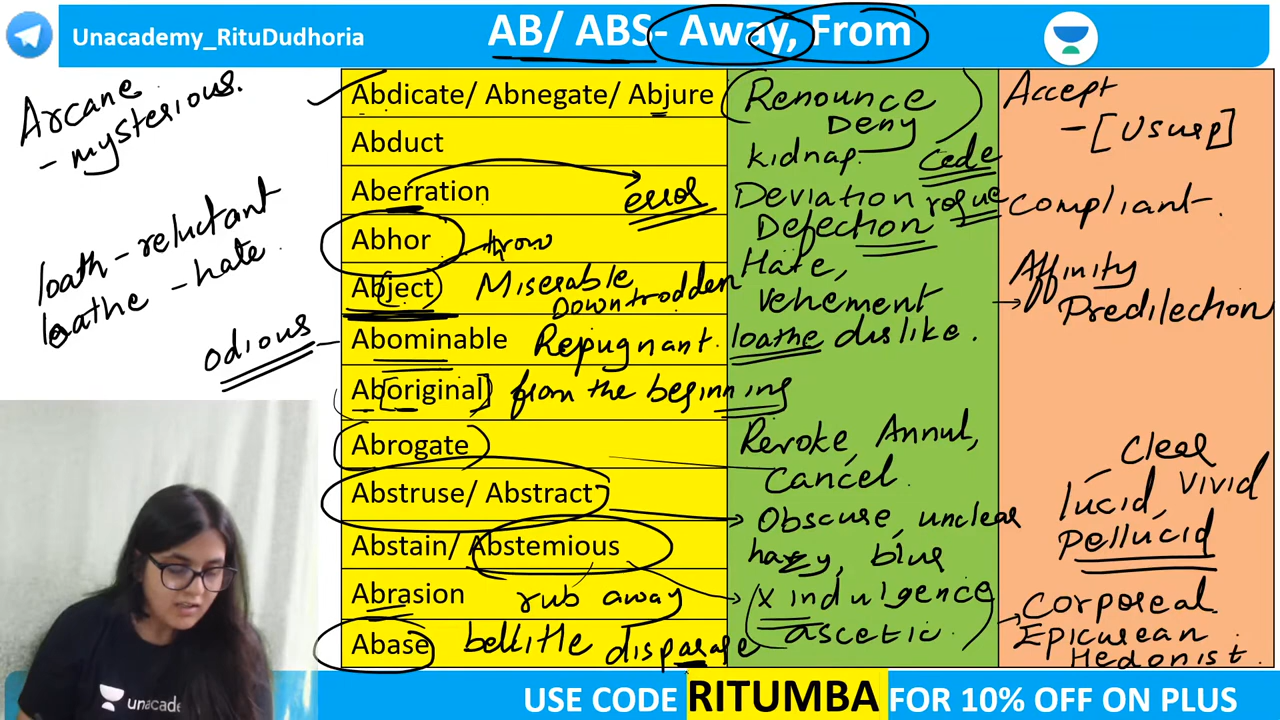 Unacademy_RituDudhoria
AB/ ABS- Away, From
Arcane
- mysterious.
loath - reluctant
loathe - hate
odious
Abdicate/ Abnegate/ Abjure
Renounce
Deny
Accept
- [Usurp]
Abduct
kidnap.
cede
Aberration
error
Deviation rogue
Defection
compliant.
Abhor
throw
Hate,
vehement
loathe dislike.
Affinity
Predilection
Abject
Miserable
Downtrodden
Abominable
Repugnant.
Aboriginal
from the beginning
Abrogate
Revoke, Annul,
Cancel.
Abstruse/ Abstract
Obscure, unclear
hazy, blur
Clear
lucid, vivid
Pellucid
Abstain/ Abstemious
x indulgence
ascetic.
Corporeal
Epicurean
Hedonist.
Abrasion
rub away
Abase
belittle disparage
unacade
USE CODE RITUMBA FOR 10% OFF ON PLUS